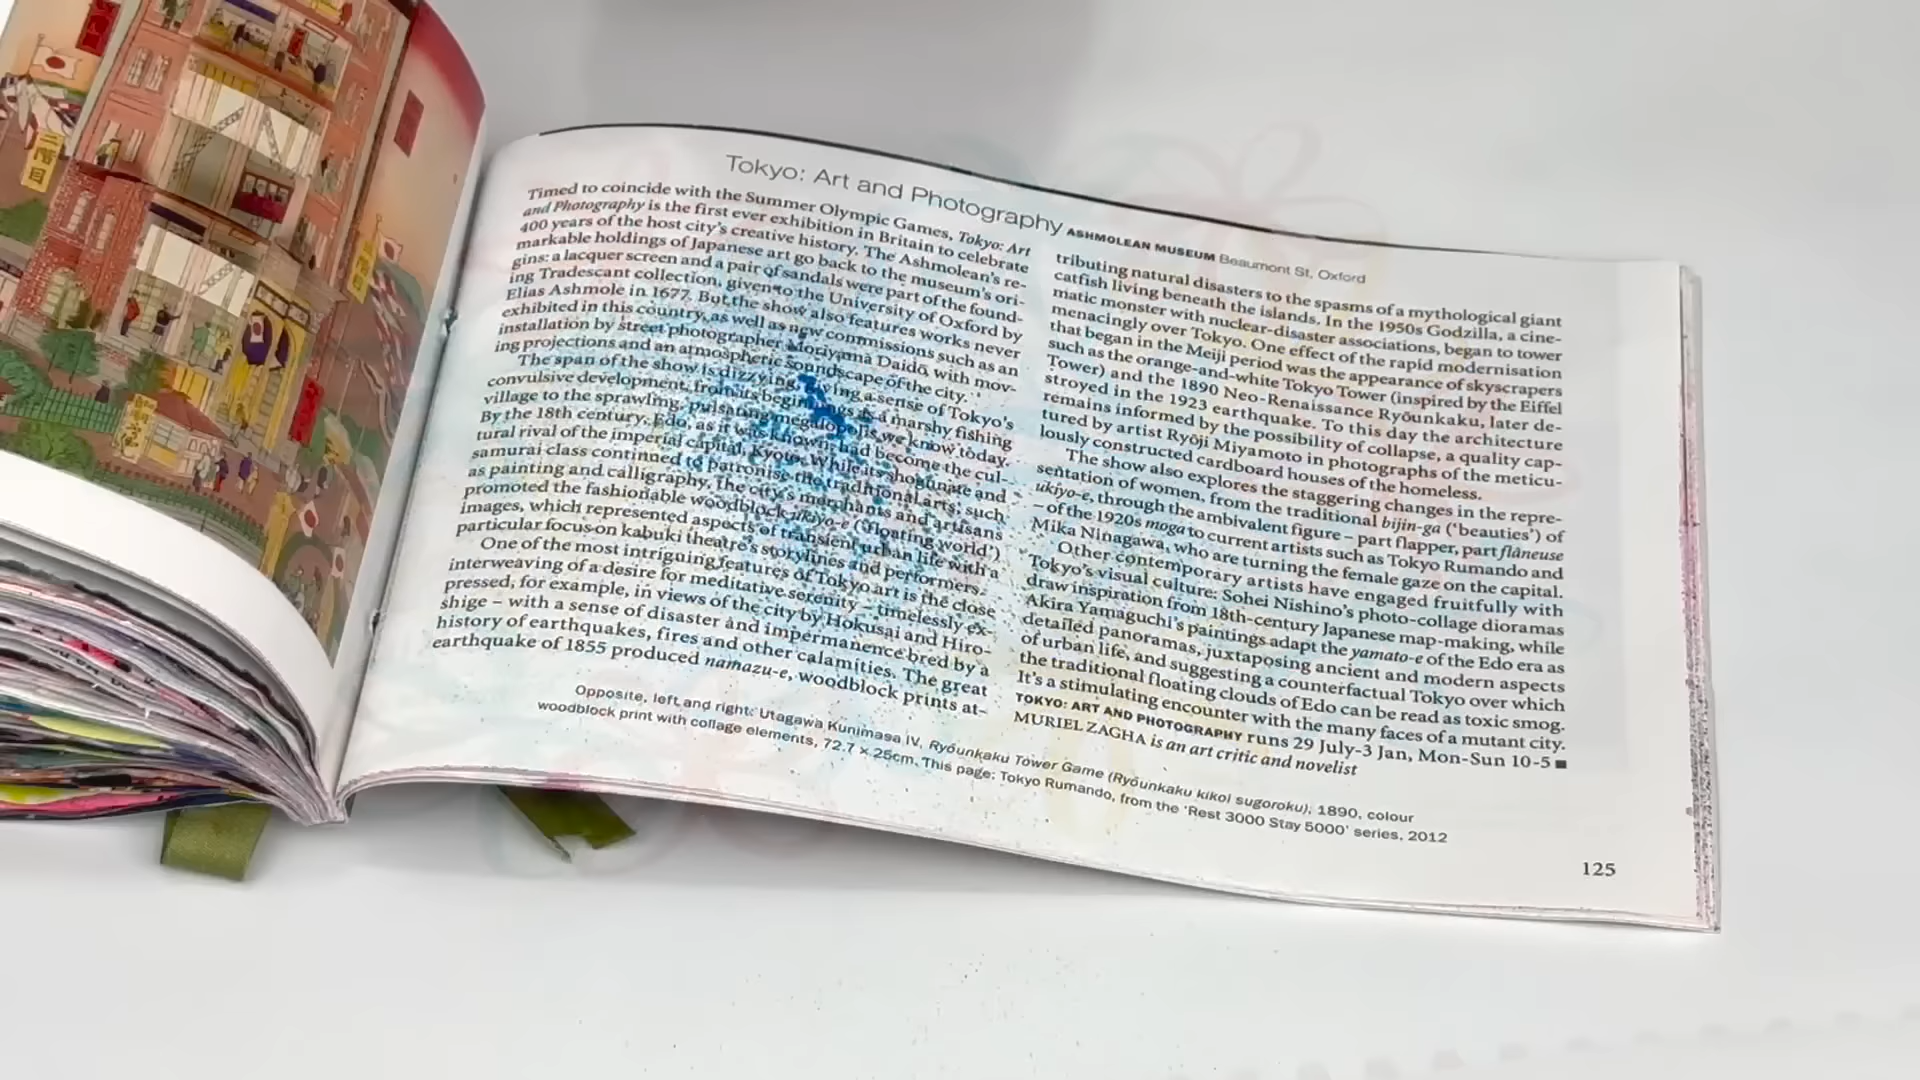 三階目
Tokyo: Art and Photography ASHMOLEAN MUSEUM Beaumont St, Oxford
Timed to coincide with the Summer Olympic Games, Tokyo: Art
and Photography is the first ever exhibition in Britain to celebrate
400 years of the host city's creative history. The Ashmolean's re-
markable holdings of Japanese art go back to the museum's ori-
gins: a lacquer screen and a pair of sandals were part of the found-
ing Tradescant collection, given to the University of Oxford by
Elias Ashmole in 1677. But the show also features works never
exhibited in this country, as well as new commissions such as an
installation by street photographer Moriyama Daido, with mov-
ing projections and an atmospheric soundscape of the city.
The span of the show is dizzying, giving a sense of Tokyo's
convulsive development, from its beginnings as a marshy fishing
village to the sprawling, pulsating megalopolis we know today.
By the 18th century, Edo, as it was known, had become the cul-
tural rival of the imperial capital, Kyoto. While its shogunate and
samurai class continued to patronise the traditional arts, such
as painting and calligraphy, the city's merchants and artisans
promoted the fashionable woodblock ukiyo-e ('floating world')
images, which represented aspects of transient urban life with a
particular focus on kabuki theatre's storylines and performers.
One of the most intriguing features of Tokyo art is the close
interweaving of a desire for meditative serenity – timelessly ex-
pressed, for example, in views of the city by Hokusai and Hiro-
shige – with a sense of disaster and impermanence bred by a
history of earthquakes, fires and other calamities. The great
earthquake of 1855 produced namazu-e, woodblock prints at-
tributing natural disasters to the spasms of a mythological giant
catfish living beneath the islands. In the 1950s Godzilla, a cine-
matic monster with nuclear-disaster associations, began to tower
menacingly over Tokyo. One effect of the rapid modernisation
that began in the Meiji period was the appearance of skyscrapers
such as the orange-and-white Tokyo Tower (inspired by the Eiffel
Tower) and the 1890 Neo-Renaissance Ryōunkaku, later de-
stroyed in the 1923 earthquake. To this day the architecture
remains informed by the possibility of collapse, a quality cap-
tured by artist Ryōji Miyamoto in photographs of the meticu-
lously constructed cardboard houses of the homeless.
The show also explores the staggering changes in the repre-
sentation of women, from the traditional bijin-ga ('beauties') of
ukiyo-e, through the ambivalent figure – part flapper, part flâneuse
– of the 1920s moga to current artists such as Tokyo Rumando and
Mika Ninagawa, who are turning the female gaze on the capital.
Other contemporary artists have engaged fruitfully with
Tokyo's visual culture: Sohei Nishino's photo-collage dioramas
draw inspiration from 18th-century Japanese map-making, while
Akira Yamaguchi's paintings adapt the yamato-e of the Edo era as
detailed panoramas, juxtaposing ancient and modern aspects
of urban life, and suggesting a counterfactual Tokyo over which
the traditional floating clouds of Edo can be read as toxic smog.
It's a stimulating encounter with the many faces of a mutant city.
TOKYO: ART AND PHOTOGRAPHY runs 29 July-3 Jan, Mon-Sun 10-5 ■
MURIEL ZAGHA is an art critic and novelist
Opposite, left and right: Utagawa Kunimasa IV, Ryōunkaku Tower Game (Ryōunkaku kikoi sugoroku), 1890, colour
woodblock print with collage elements, 72.7 × 25cm. This page: Tokyo Rumando, from the 'Rest 3000 Stay 5000' series, 2012
125